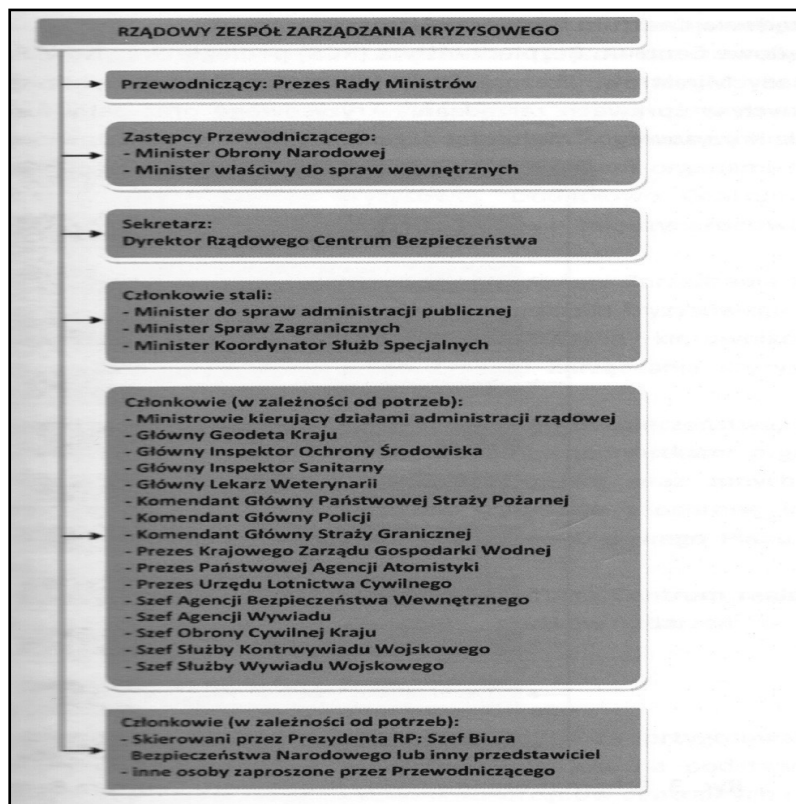 RZĄDOWY ZESPÓŁ ZARZĄDZANIA KRYZYSOWEGO
Przewodniczący: Prezes Rady Ministrów
Zastępcy Przewodniczącego:
- Minister Obrony Narodowej
- Minister właściwy do spraw wewnętrznych
Sekretarz:
Dyrektor Rządowego Centrum Bezpieczeństwa
Członkowie stali:
- Minister do spraw administracji publicznej
- Minister Spraw Zagranicznych
- Minister Koordynator Służb Specjalnych
Członkowie (w zależności od potrzeb):
- Ministrowie kierujący działami administracji rządowej
- Główny Geodeta Kraju
- Główny Inspektor Ochrony Środowiska
- Główny Inspektor Sanitarny
- Główny Lekarz Weterynarii
- Komendant Główny Państwowej Straży Pożarnej
- Komendant Główny Policji
- Komendant Główny Straży Granicznej
- Prezes Krajowego Zarządu Gospodarki Wodnej
- Prezes Państwowej Agencji Atomistyki
- Prezes Urzędu Lotnictwa Cywilnego
- Szef Agencji Bezpieczeństwa Wewnętrznego
- Szef Agencji Wywiadu
- Szef Obrony Cywilnej Kraju
- Szef Służby Kontrwywiadu Wojskowego
- Szef Służby Wywiadu Wojskowego
Członkowie (w zależności od potrzeb):
- Skierowani przez Prezydenta RP: Szef Biura
Bezpieczeństwa Narodowego lub inny przedstawiciel
- inne osoby zaproszone przez Przewodniczącego